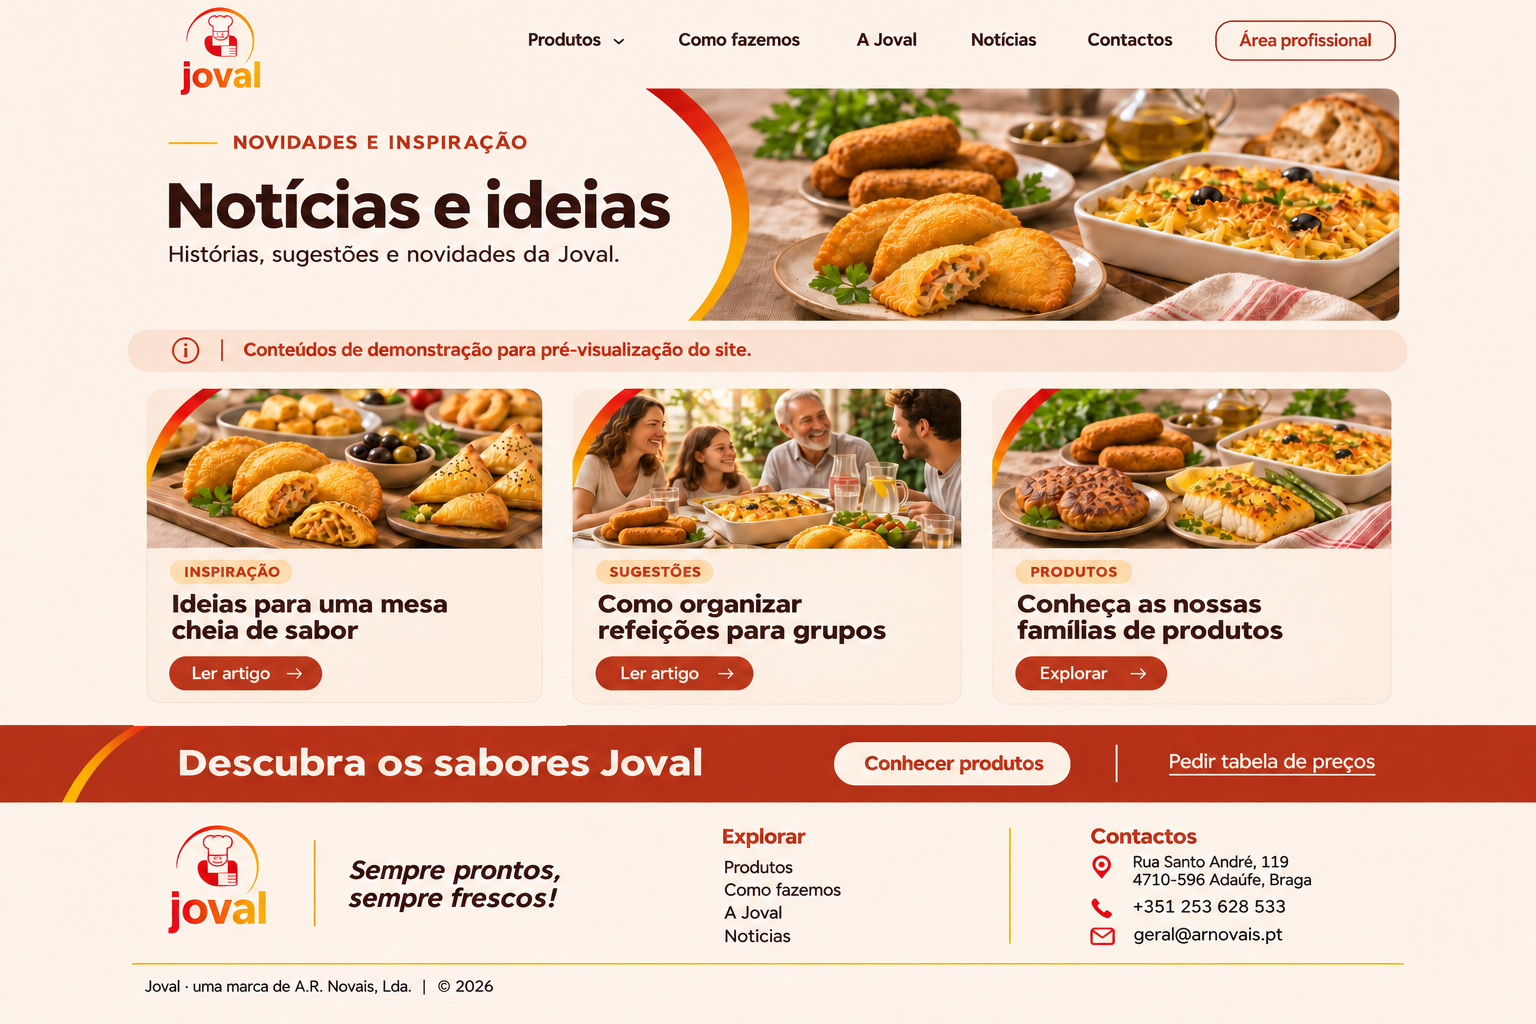 joval
Produtos
Como fazemos
A Joval
Notícias
Contactos
Área profissional
NOVIDADES E INSPIRAÇÃO
Notícias e ideias
Histórias, sugestões e novidades da Joval.
Conteúdos de demonstração para pré-visualização do site.
INSPIRAÇÃO
Ideias para uma mesa
cheia de sabor
Ler artigo →
SUGESTÕES
Como organizar
refeições para grupos
Ler artigo →
PRODUTOS
Conheça as nossas
famílias de produtos
Explorar →
Descubra os sabores Joval
Conhecer produtos
Pedir tabela de preços
joval
Sempre prontos,
sempre frescos!
Explorar
Produtos
Como fazemos
A Joval
Notícias
Contactos
Rua Santo André, 119
4710-596 Adaúfe, Braga
+351 253 628 533
geral@arnovais.pt
Joval · uma marca de A.R. Novais, Lda. | © 2026